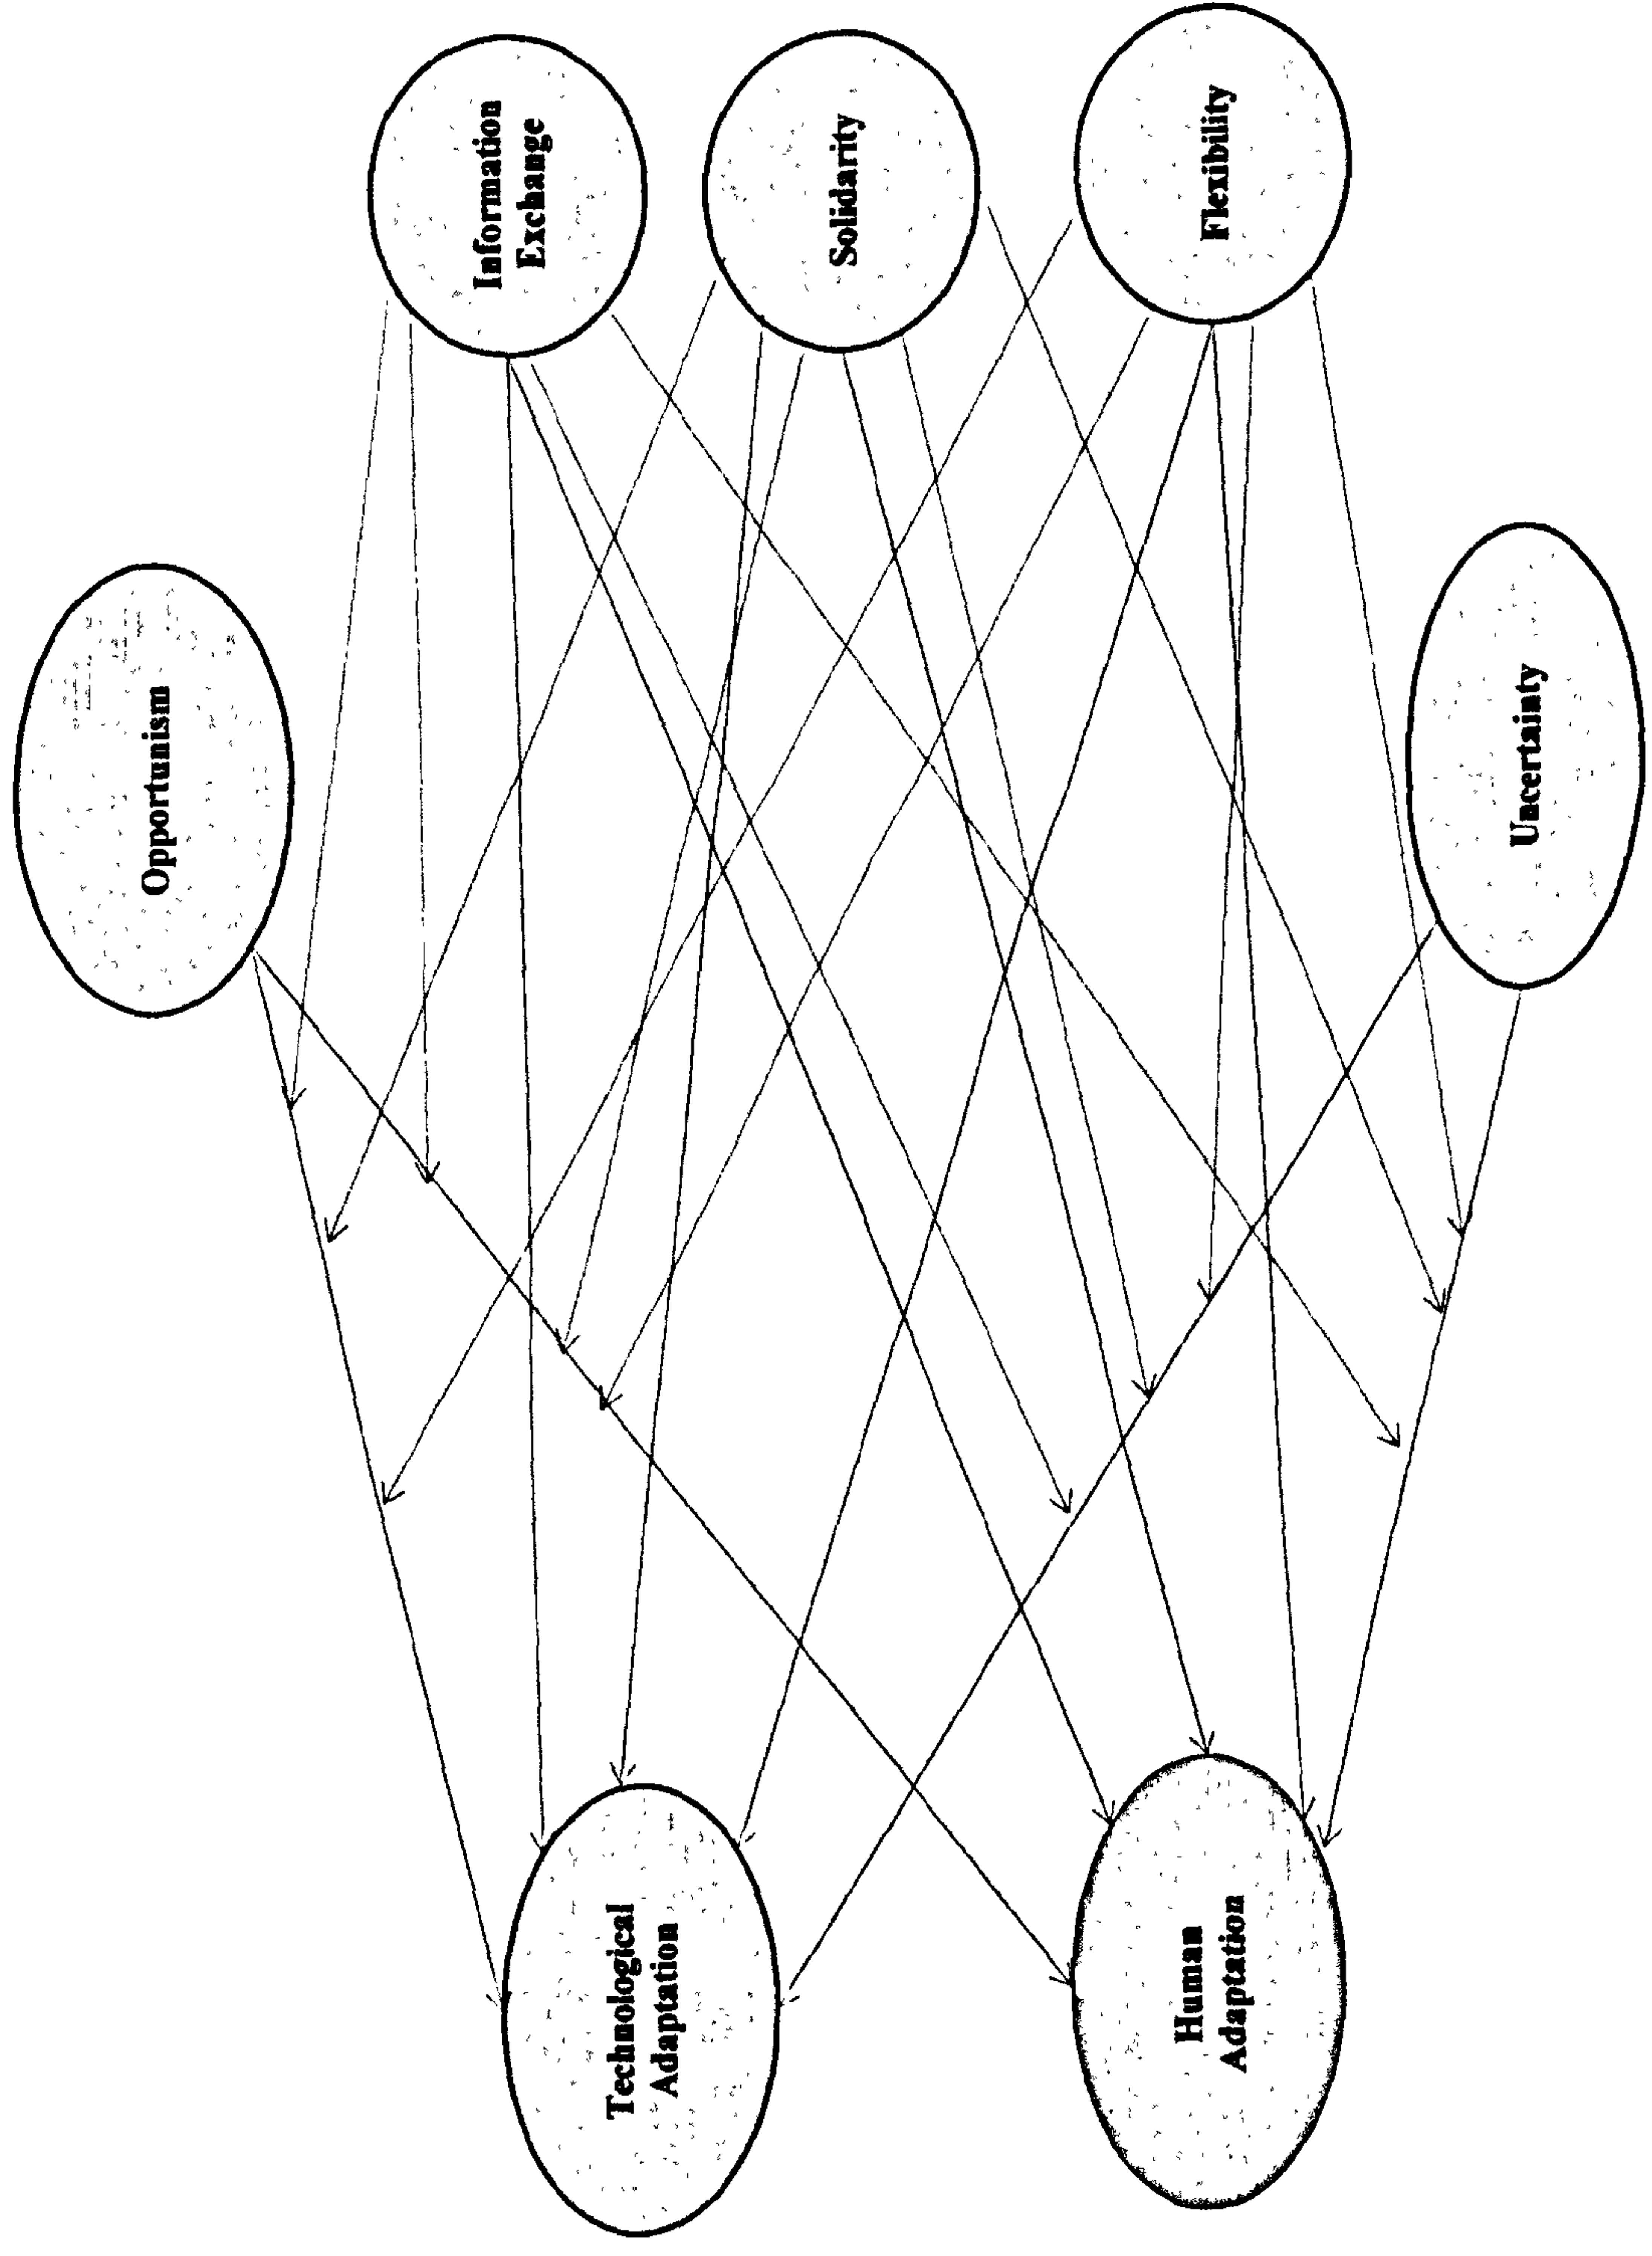 Information
Exchange
Solidarity
Flexibility
Opportunism
Uncertainty
Technological
Adaptation
Human
Adaptation